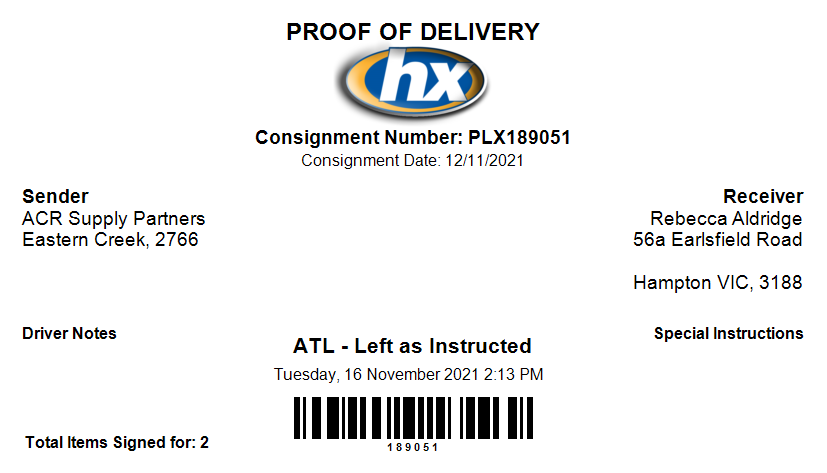 PROOF OF DELIVERY
hx
Consignment Number: PLX189051
Consignment Date: 12/11/2021
Sender
ACR Supply Partners
Eastern Creek, 2766
Receiver
Rebecca Aldridge
56a Earlsfield Road
Hampton VIC, 3188
Driver Notes
Special Instructions
ATL - Left as Instructed
Tuesday, 16 November 2021 2:13 PM
189051
Total Items Signed for: 2